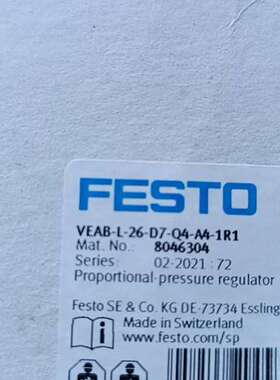 FESTO
VEAB-L-26-D7-Q4-A4-1R1
Mat. No.: 8046304
Series: 02-2021 : 72
Proportional-pressure regulator
Festo SE & Co. KG DE-73734 Essling
Made in Switzerland
www.festo.com/sp